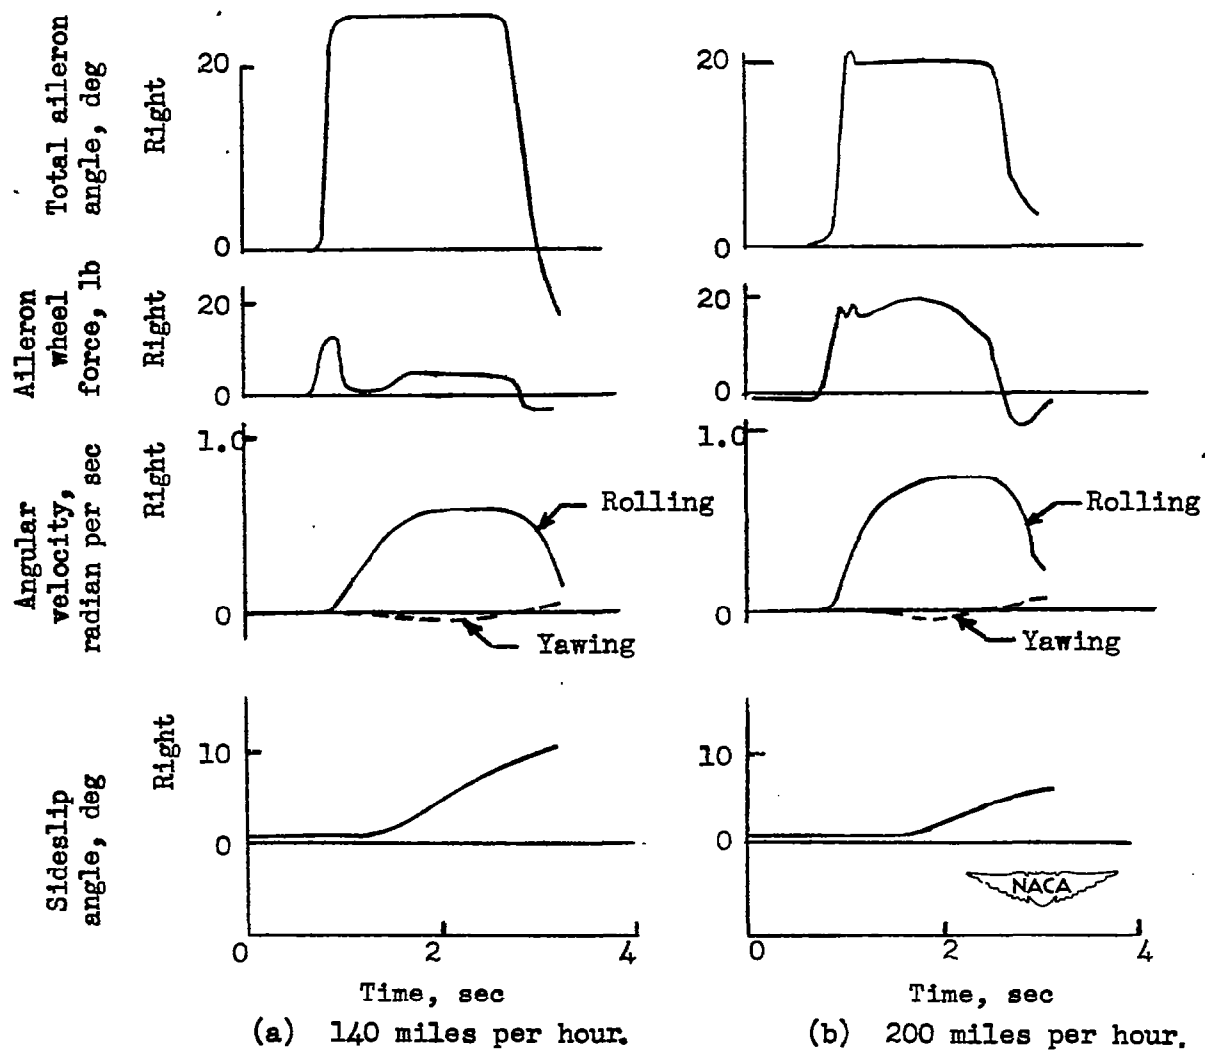 Total aileron
angle, deg
Right
20
0
20
0
Aileron
wheel
force, lb
Right
20
0
20
0
Angular
velocity,
radian per sec
Right
1.0
0
Rolling
Yawing
1.0
0
Rolling
Yawing
Sideslip
angle, deg
Right
10
0
10
0
NACA
0 2 4
Time, sec
(a) 140 miles per hour.
0 2 4
Time, sec
(b) 200 miles per hour.